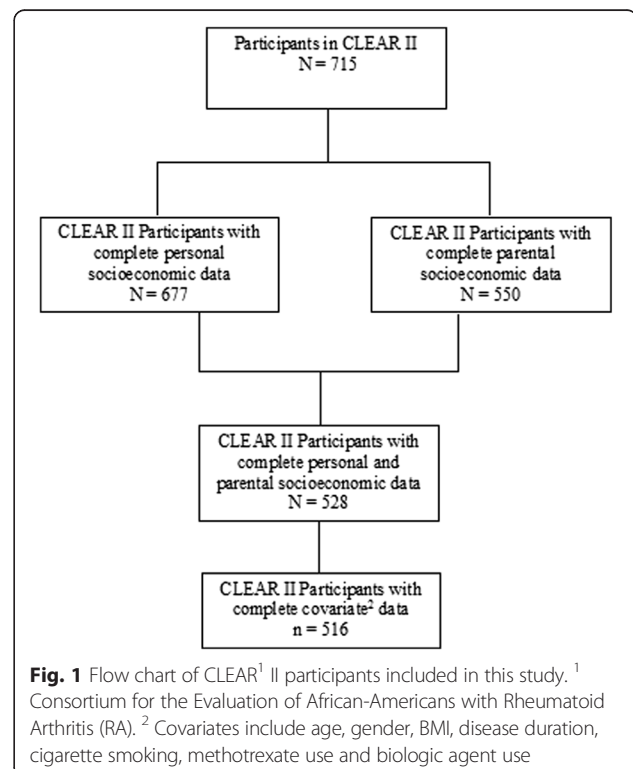 Participants in CLEAR II
N = 715
CLEAR II Participants with
complete personal
socioeconomic data
N = 677
CLEAR II Participants with
complete parental
socioeconomic data
N = 550
CLEAR II Participants with
complete personal and
parental socioeconomic data
N = 528
CLEAR II Participants with
complete covariate² data
n = 516
Fig. 1 Flow chart of CLEAR¹ II participants included in this study. ¹
Consortium for the Evaluation of African-Americans with Rheumatoid
Arthritis (RA). ² Covariates include age, gender, BMI, disease duration,
cigarette smoking, methotrexate use and biologic agent use